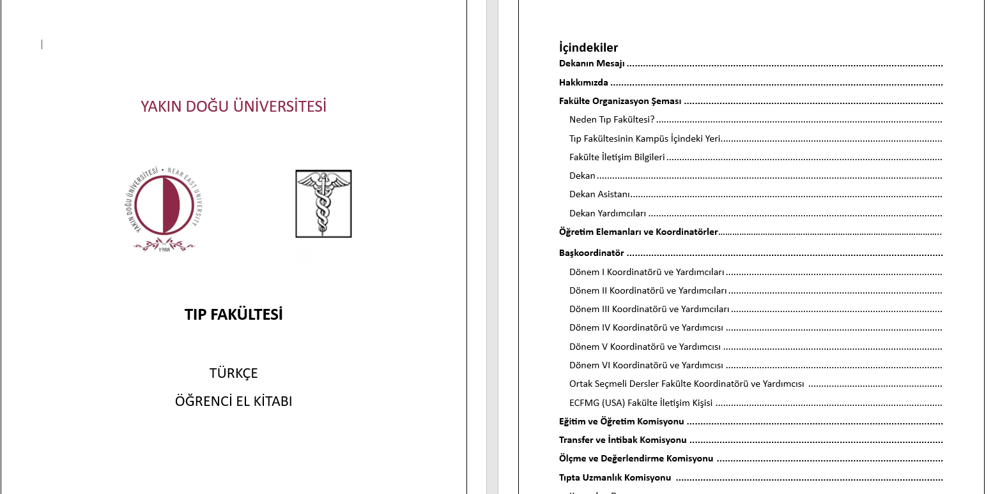 YAKIN DOĞU ÜNİVERSİTESİ
YAKIN DOĞU ÜNİVERSİTESİ • NEAR EAST UNIVERSITY
1988
TIP FAKÜLTESİ
TÜRKÇE
ÖĞRENCİ EL KİTABI
İçindekiler
Dekanın Mesajı
Hakkımızda
Fakülte Organizasyon Şeması
Neden Tıp Fakültesi?
Tıp Fakültesinin Kampüs İçindeki Yeri
Fakülte İletişim Bilgileri
Dekan
Dekan Asistanı
Dekan Yardımcıları
Öğretim Elemanları ve Koordinatörler
Başkoordinatör
Dönem I Koordinatörü ve Yardımcıları
Dönem II Koordinatörü ve Yardımcıları
Dönem III Koordinatörü ve Yardımcıları
Dönem IV Koordinatörü ve Yardımcısı
Dönem V Koordinatörü ve Yardımcısı
Dönem VI Koordinatörü ve Yardımcısı
Ortak Seçmeli Dersler Fakülte Koordinatörü ve Yardımcısı
ECFMG (USA) Fakülte İletişim Kişisi
Eğitim ve Öğretim Komisyonu
Transfer ve İntibak Komisyonu
Ölçme ve Değerlendirme Komisyonu
Tıpta Uzmanlık Komisyonu